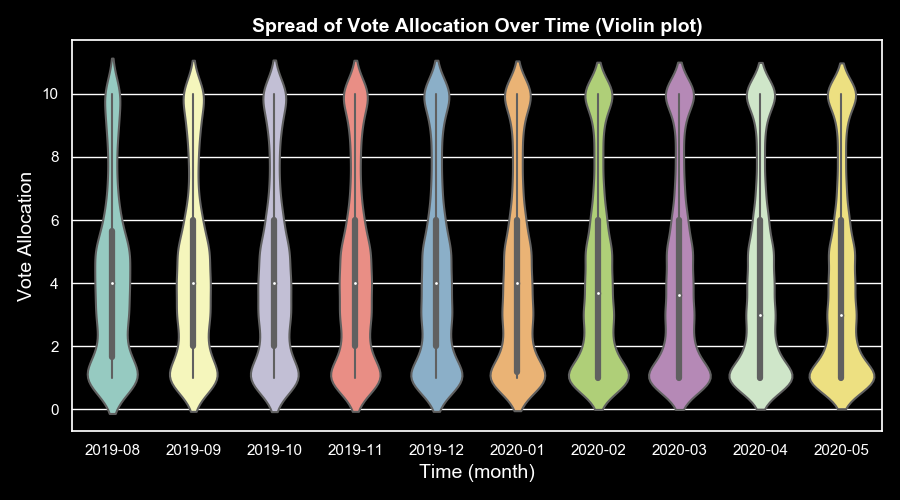 Spread of Vote Allocation Over Time (Violin plot)
Vote Allocation
10
8
6
4
2
0
2019-08 2019-09 2019-10 2019-11 2019-12 2020-01 2020-02 2020-03 2020-04 2020-05
Time (month)